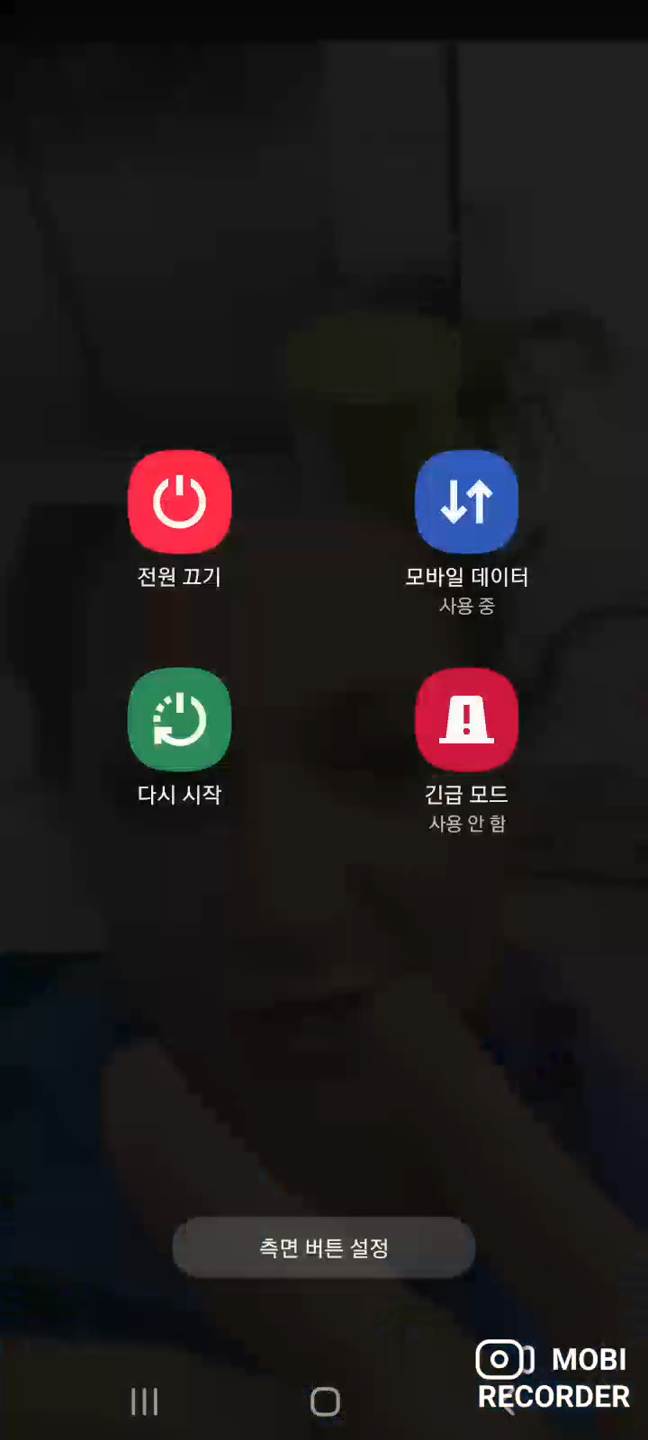 전원 끄기
모바일 데이터
사용 중
다시 시작
긴급 모드
사용 안 함
측면 버튼 설정
MOBI
RECORDER